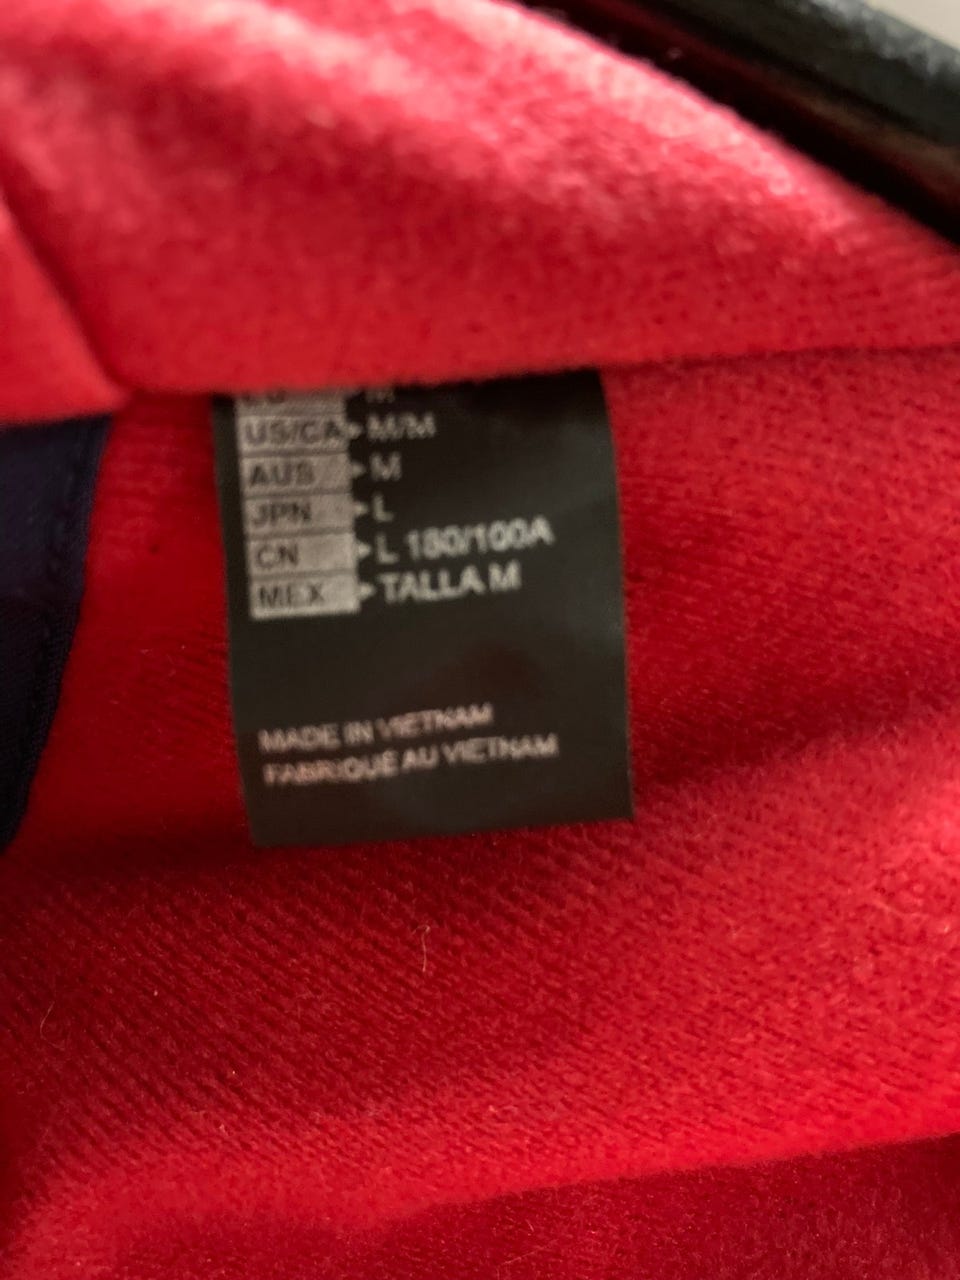 M
US/CA M/M
AUS M
JPN L
CN L 180/100A
MEX TALLA M
MADE IN VIETNAM
FABRIQUÉ AU VIETNAM